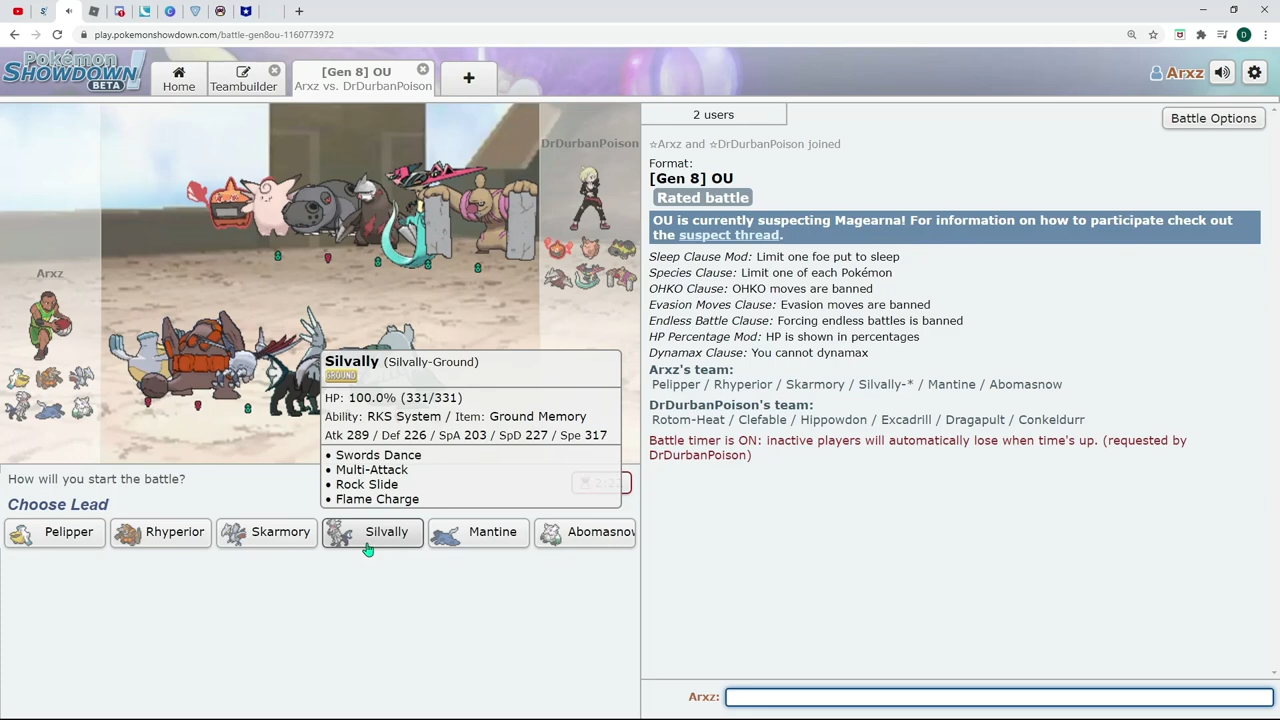 play.pokemonshowdown.com/battle-gen8ou-1160773972
D
Pokémon
SHOWDOWN!
BETA
Home
Teambuilder
[Gen 8] OU
Arxz vs. DrDurbanPoison
+
Arxz
2 users
Battle Options
☆Arxz and ☆DrDurbanPoison joined
Format:
[Gen 8] OU
Rated battle
OU is currently suspecting Magearna! For information on how to participate check out
the suspect thread.
Sleep Clause Mod: Limit one foe put to sleep
Species Clause: Limit one of each Pokémon
OHKO Clause: OHKO moves are banned
Evasion Moves Clause: Evasion moves are banned
Endless Battle Clause: Forcing endless battles is banned
HP Percentage Mod: HP is shown in percentages
Dynamax Clause: You cannot dynamax
Arxz's team:
Pelipper / Rhyperior / Skarmory / Silvally-* / Mantine / Abomasnow
DrDurbanPoison's team:
Rotom-Heat / Clefable / Hippowdon / Excadrill / Dragapult / Conkeldurr
Battle timer is ON: inactive players will automatically lose when time's up. (requested by
DrDurbanPoison)
DrDurbanPoison
Arxz
Silvally (Silvally-Ground)
GROUND
HP: 100.0% (331/331)
Ability: RKS System / Item: Ground Memory
Atk 289 / Def 226 / SpA 203 / SpD 227 / Spe 317
• Swords Dance
• Multi-Attack
• Rock Slide
• Flame Charge
How will you start the battle?
Choose Lead
Pelipper
Rhyperior
Skarmory
Silvally
Mantine
Abomasnow
Arxz: